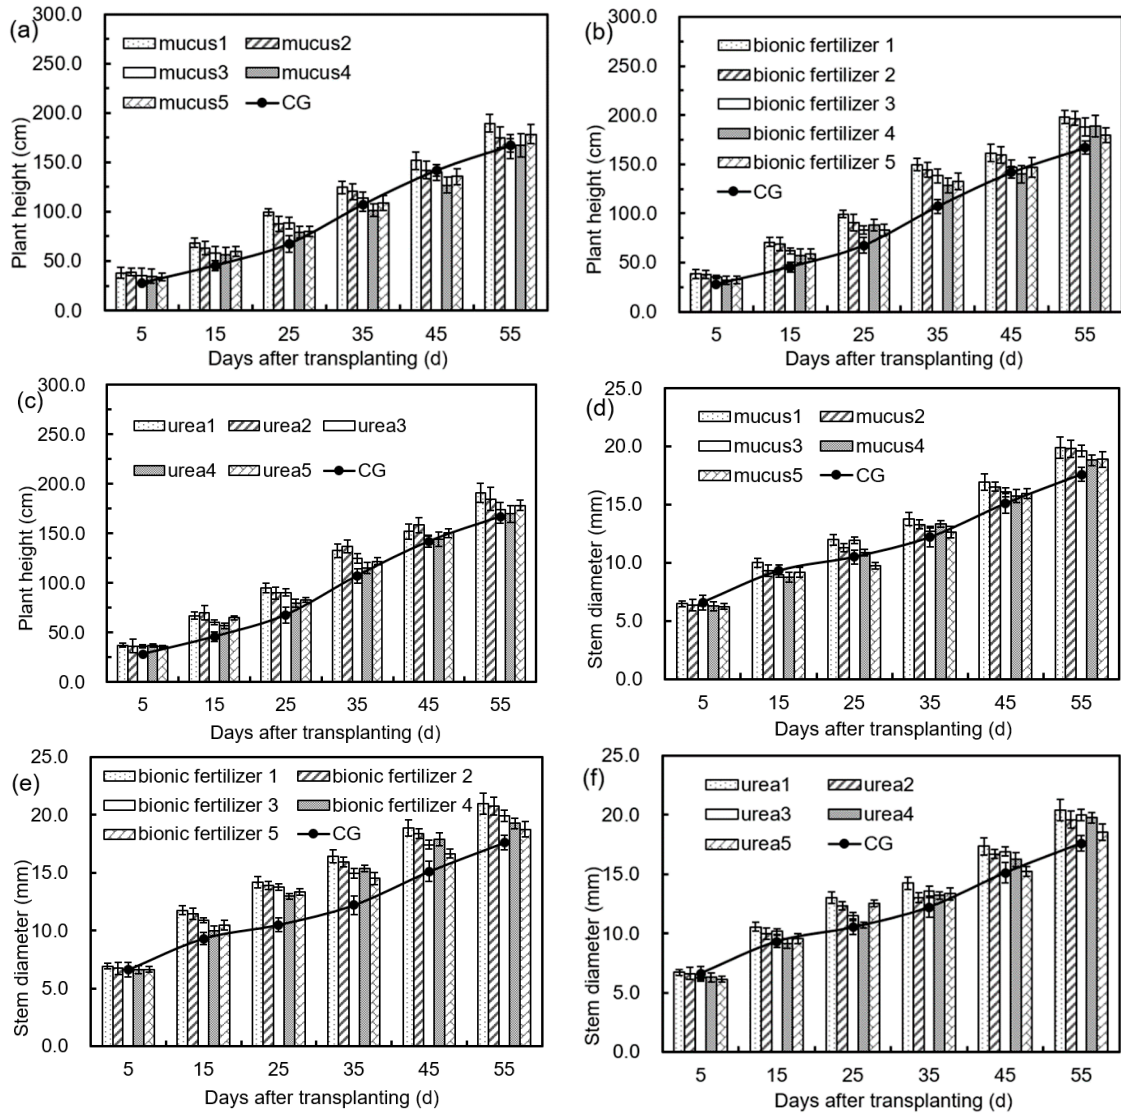 (a)
300.0
250.0
200.0
150.0
100.0
50.0
0.0
Plant height (cm)
mucus1 mucus2
mucus3 mucus4
mucus5 CG
5 15 25 35 45 55
Days after transplanting (d)
(b)
300.0
250.0
200.0
150.0
100.0
50.0
0.0
Plant height (cm)
bionic fertilizer 1
bionic fertilizer 2
bionic fertilizer 3
bionic fertilizer 4
bionic fertilizer 5
CG
5 15 25 35 45 55
Days after transplanting (d)
(c)
300.0
250.0
200.0
150.0
100.0
50.0
0.0
Plant height (cm)
urea1 urea2 urea3
urea4 urea5 CG
5 15 25 35 45 55
Days after transplanting (d)
(d)
25.0
20.0
15.0
10.0
5.0
0.0
Stem diameter (mm)
mucus1 mucus2
mucus3 mucus4
mucus5 CG
5 15 25 35 45 55
Days after transplanting (d)
(e)
25.0
20.0
15.0
10.0
5.0
0.0
Stem diameter (mm)
bionic fertilizer 1 bionic fertilizer 2
bionic fertilizer 3 bionic fertilizer 4
bionic fertilizer 5 CG
5 15 25 35 45 55
Days after transplanting (d)
(f)
25.0
20.0
15.0
10.0
5.0
0.0
Stem diameter (mm)
urea1 urea2
urea3 urea4
urea5 CG
5 15 25 35 45 55
Days after transplanting (d)